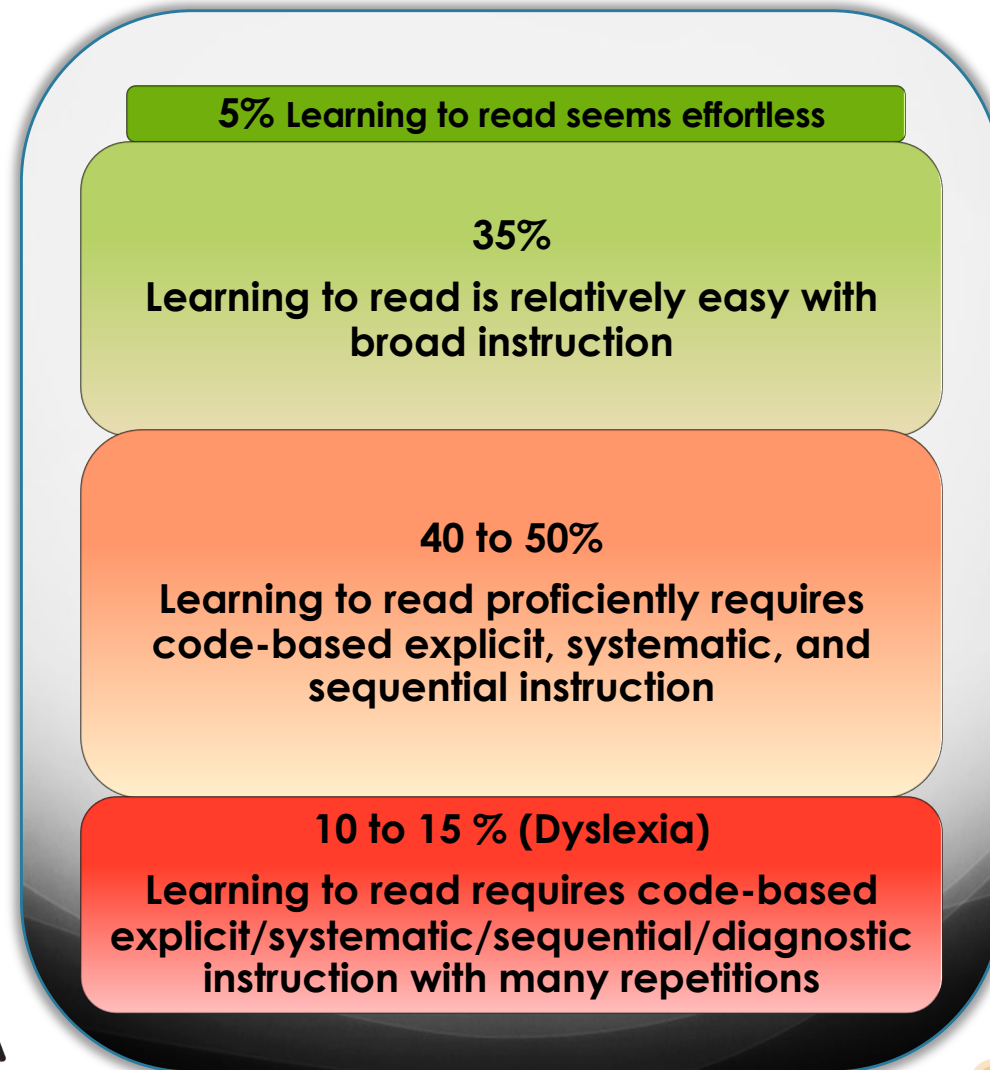 5% Learning to read seems effortless
35%
Learning to read is relatively easy with
broad instruction
40 to 50%
Learning to read proficiently requires
code-based explicit, systematic, and
sequential instruction
10 to 15 % (Dyslexia)
Learning to read requires code-based
explicit/systematic/sequential/diagnostic
instruction with many repetitions